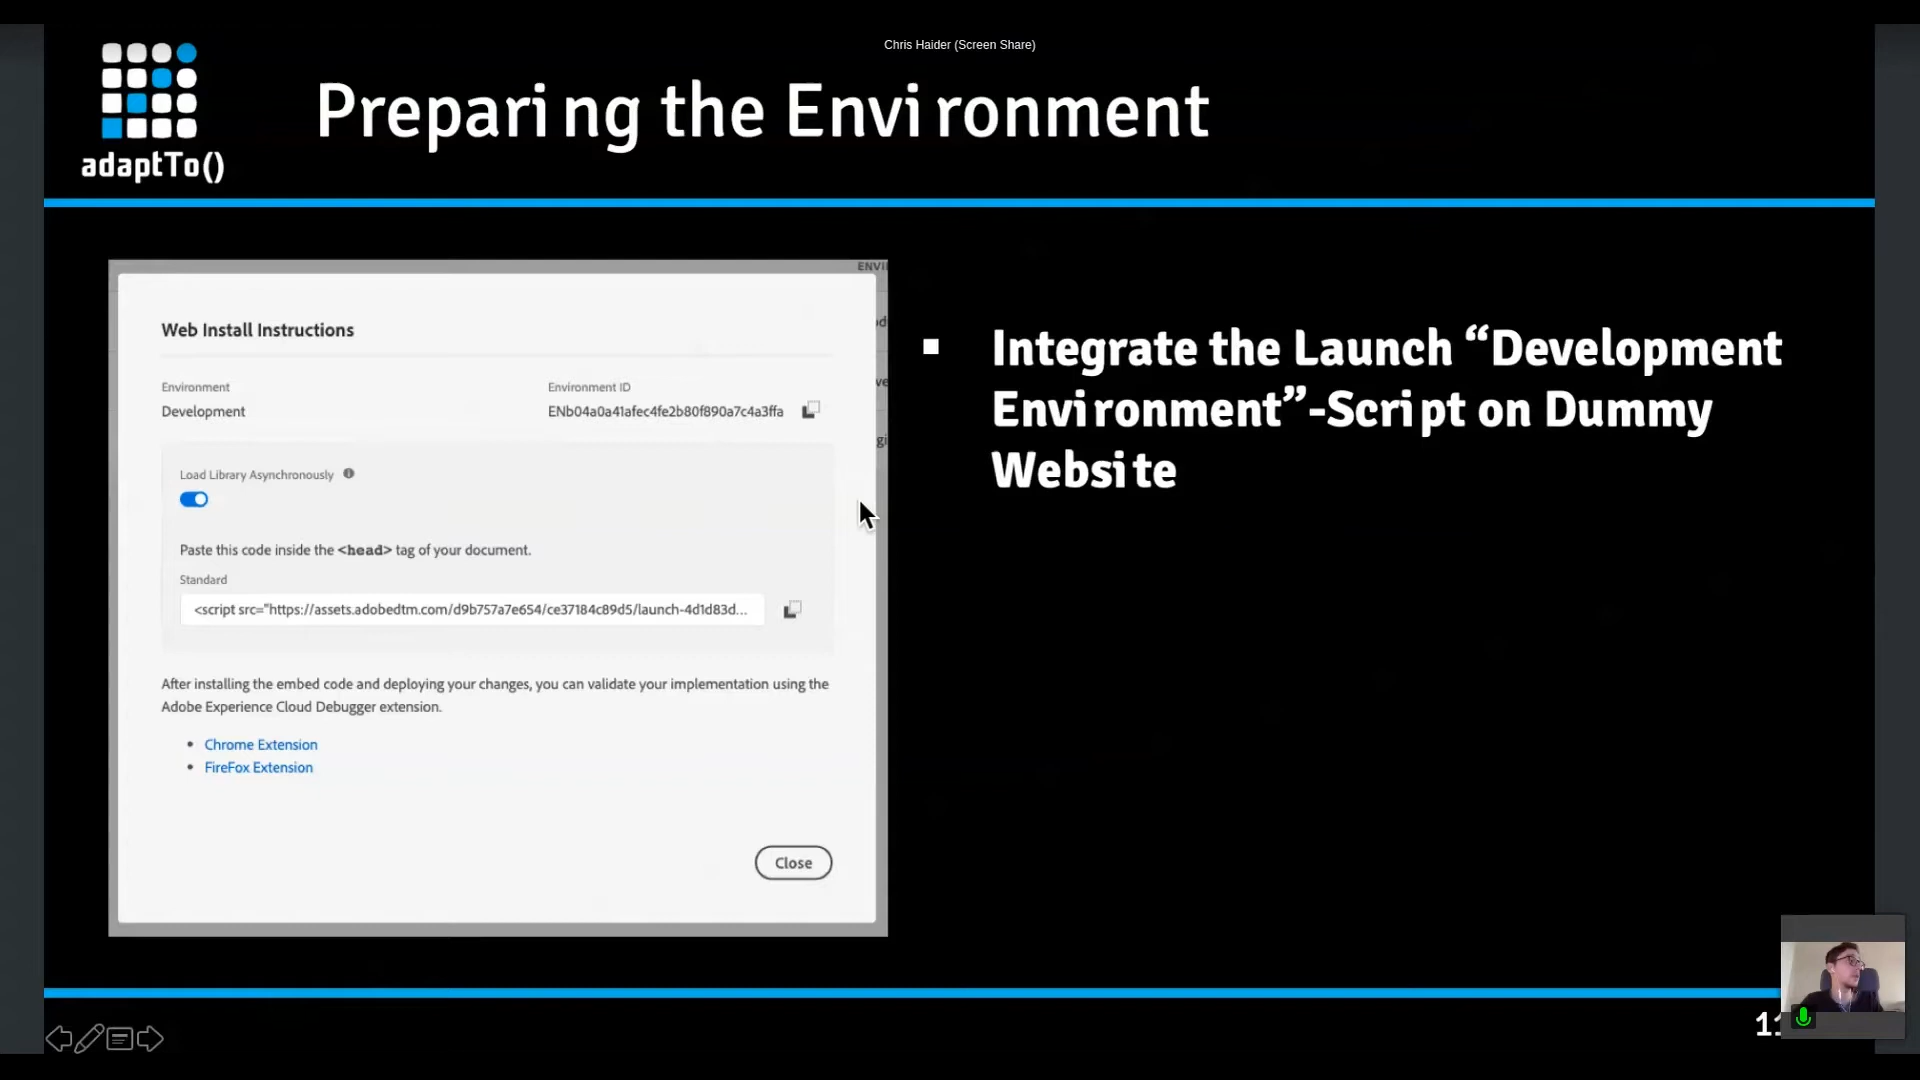 Chris Haider (Screen Share)
adaptTo()
Preparing the Environment
Web Install Instructions
Environment
Environment ID
Development
ENb04a0a41afec4fe2b80f890a7c4a3ffa
Load Library Asynchronously
Paste this code inside the <head> tag of your document.
Standard
<script src="https://assets.adobedtm.com/d9b757a7e654/ce37184c89d5/launch-4d1d83d...
After installing the embed code and deploying your changes, you can validate your implementation using the
Adobe Experience Cloud Debugger extension.
• Chrome Extension
• FireFox Extension
Close
▪ Integrate the Launch “Development
Environment”-Script on Dummy
Website